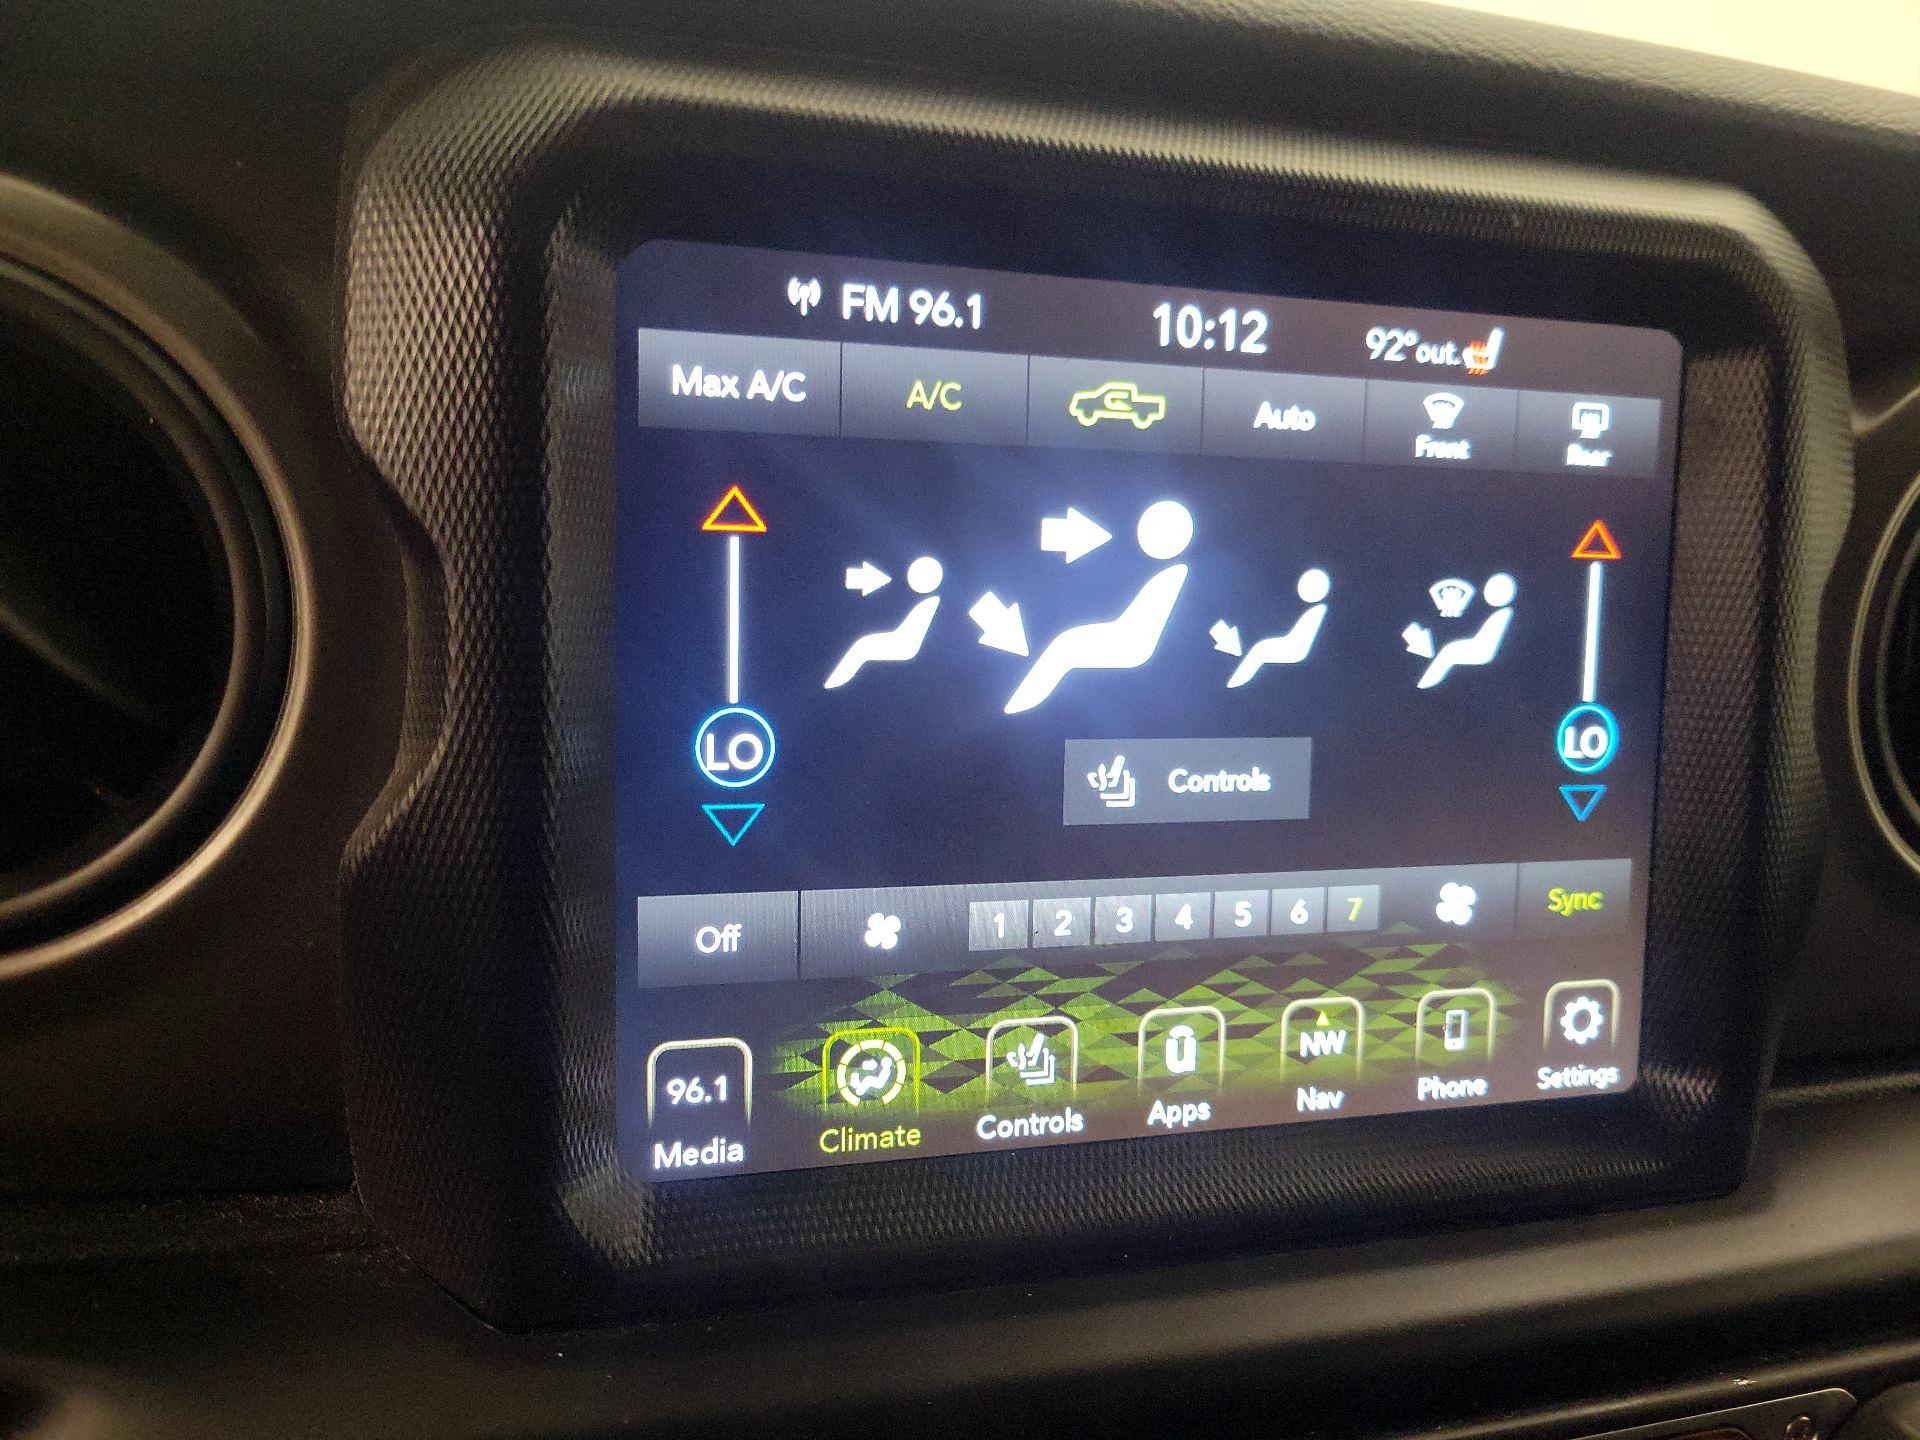 FM 96.1 10:12 92° out
Max A/C A/C Auto Front Rear
LO LO
Controls
Off 1 2 3 4 5 6 7 Sync
96.1 NW
Media Climate Controls Apps Nav Phone Settings